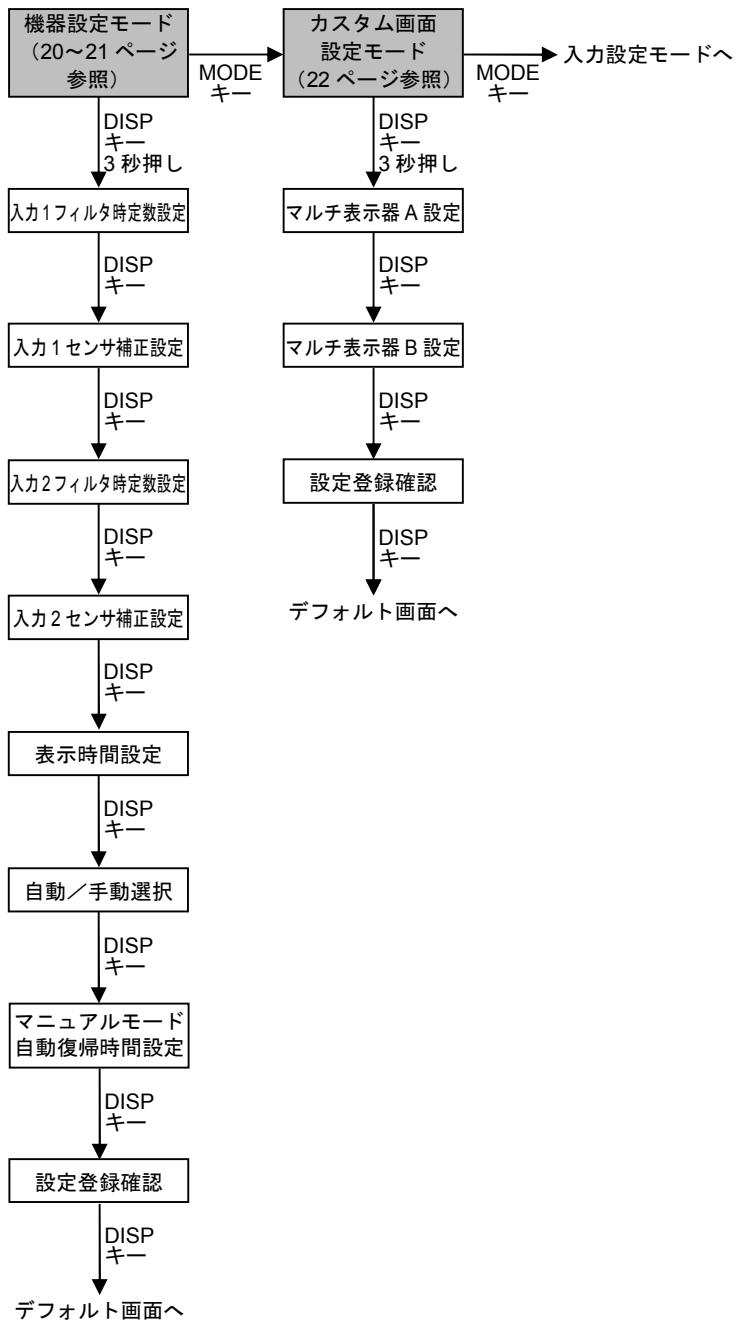 機器設定モード
（20～21 ページ
参照）
MODE
キー
カスタム画面
設定モード
（22 ページ参照）
MODE
キー
入力設定モードへ
DISP
キー
3 秒押し
入力1フィルタ時定数設定
DISP
キー
入力 1 センサ補正設定
DISP
キー
入力2フィルタ時定数設定
DISP
キー
入力 2 センサ補正設定
DISP
キー
表示時間設定
DISP
キー
自動／手動選択
DISP
キー
マニュアルモード
自動復帰時間設定
DISP
キー
設定登録確認
DISP
キー
デフォルト画面へ
DISP
キー
3 秒押し
マルチ表示器 A 設定
DISP
キー
マルチ表示器 B 設定
DISP
キー
設定登録確認
DISP
キー
デフォルト画面へ